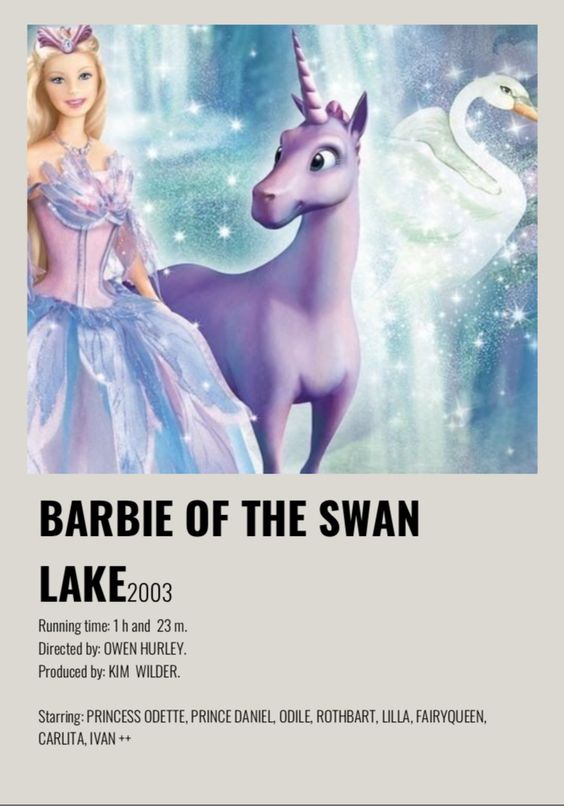 BARBIE OF THE SWAN
LAKE2003
Running time: 1 h and 23 m.
Directed by: OWEN HURLEY.
Produced by: KIM WILDER.
Starring: PRINCESS ODETTE, PRINCE DANIEL, ODILE, ROTHBART, LILLA, FAIRYQUEEN,
CARLITA, IVAN ++